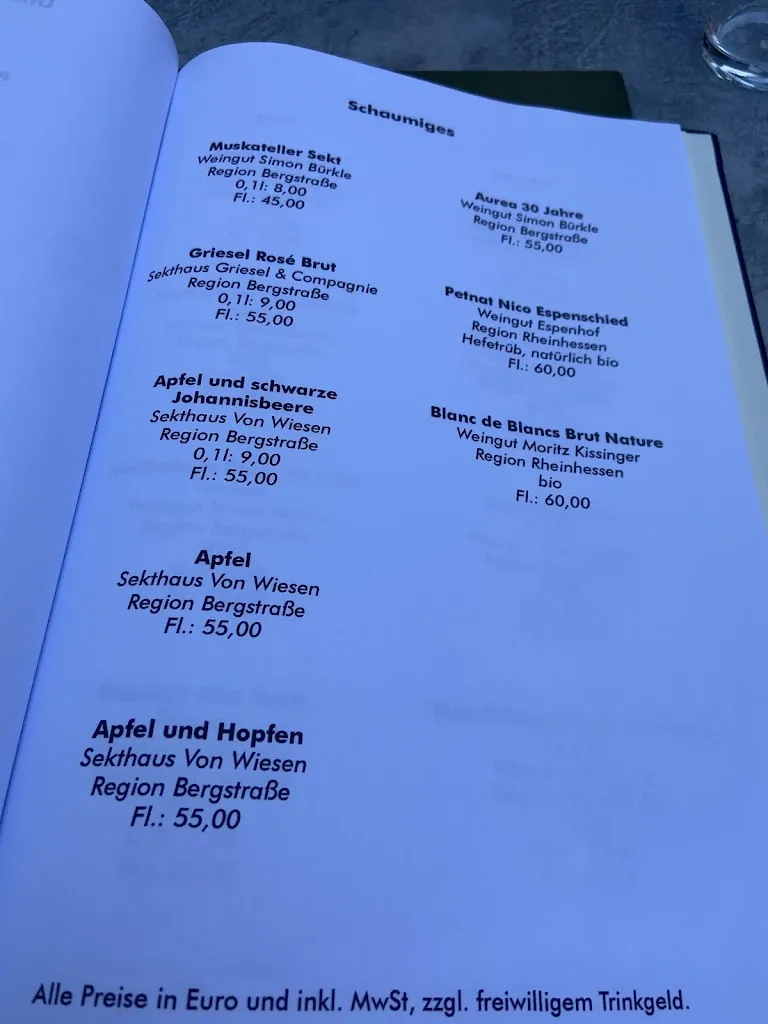 Schaumiges
Muskateller Sekt
Weingut Simon Bürkle
Region Bergstraße
0,1l: 8,00
Fl.: 45,00
Griesel Rosé Brut
Sekthaus Griesel & Compagnie
Region Bergstraße
0,1l: 9,00
Fl.: 55,00
Apfel und schwarze
Johannisbeere
Sekthaus Von Wiesen
Region Bergstraße
0,1l: 9,00
Fl.: 55,00
Apfel
Sekthaus Von Wiesen
Region Bergstraße
Fl.: 55,00
Apfel und Hopfen
Sekthaus Von Wiesen
Region Bergstraße
Fl.: 55,00
Aurea 30 Jahre
Weingut Simon Bürkle
Region Bergstraße
Fl.: 55,00
Petnat Nico Espenschied
Weingut Espenhof
Region Rheinhessen
Hefetrüb, natürlich bio
Fl.: 60,00
Blanc de Blancs Brut Nature
Weingut Moritz Kissinger
Region Rheinhessen
bio
Fl.: 60,00
Alle Preise in Euro und inkl. MwSt, zzgl. freiwilligem Trinkgeld.